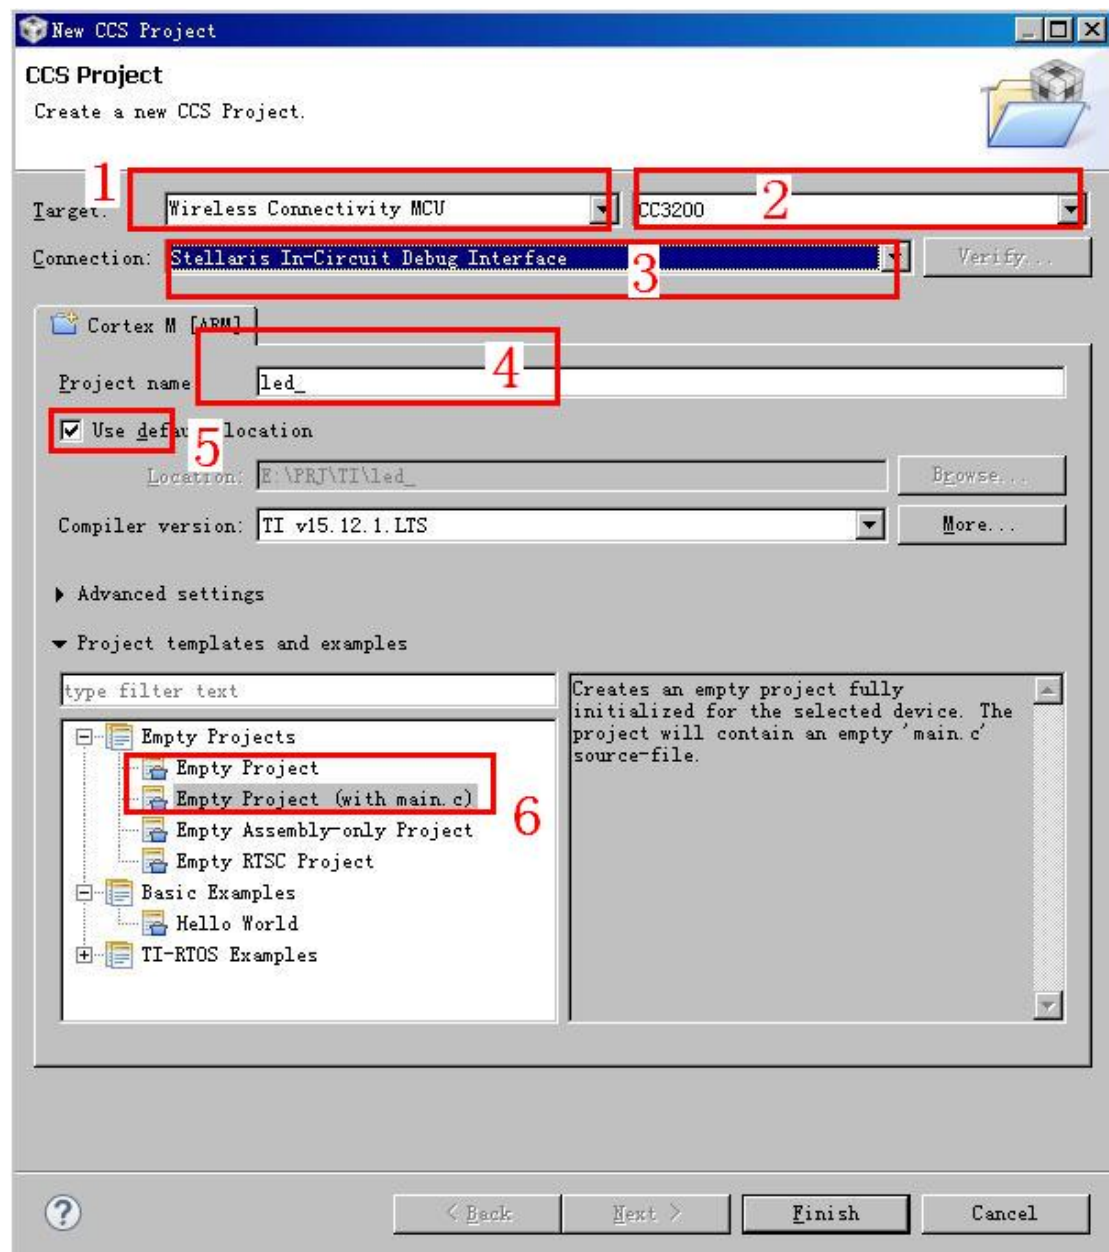 New CCS Project
CCS Project
Create a new CCS Project.
1
2
Target: Wireless Connectivity MCU CC3200
Connection: Stellaris In-Circuit Debug Interface Verify...
3
Cortex M [ARM]
4
Project name led_
Use default location
5
Location: E:\PRJ\TI\led_ Browse...
Compiler version: TI v15.12.1.LTS More...
Advanced settings
Project templates and examples
type filter text
Empty Projects
Empty Project
Empty Project (with main.c)
6
Empty Assembly-only Project
Empty RTSC Project
Basic Examples
Hello World
TI-RTOS Examples
Creates an empty project fully
initialized for the selected device. The
project will contain an empty 'main.c'
source-file.
?
< Back Next > Finish Cancel